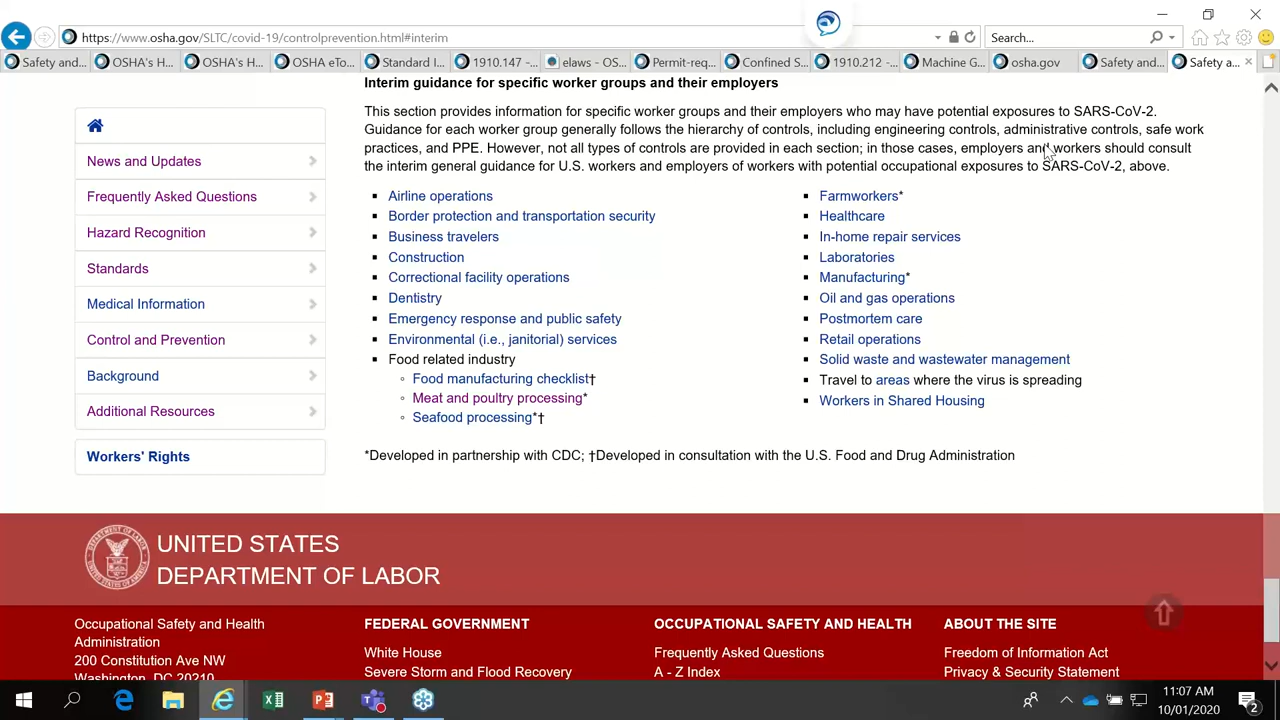 https://www.osha.gov/SLTC/covid-19/controlprevention.html#interim
Search...
Safety and...
OSHA's H...
OSHA's H...
OSHA eTo...
Standard I...
1910.147 -...
elaws - OS...
Permit-req...
Confined S...
1910.212 -...
Machine G...
osha.gov
Safety and...
Safety a...
Interim guidance for specific worker groups and their employers
This section provides information for specific worker groups and their employers who may have potential exposures to SARS-CoV-2.
Guidance for each worker group generally follows the hierarchy of controls, including engineering controls, administrative controls, safe work
practices, and PPE. However, not all types of controls are provided in each section; in those cases, employers and workers should consult
the interim general guidance for U.S. workers and employers of workers with potential occupational exposures to SARS-CoV-2, above.
News and Updates
Frequently Asked Questions
Hazard Recognition
Standards
Medical Information
Control and Prevention
Background
Additional Resources
Workers' Rights
Airline operations
Border protection and transportation security
Business travelers
Construction
Correctional facility operations
Dentistry
Emergency response and public safety
Environmental (i.e., janitorial) services
Food related industry
Food manufacturing checklist†
Meat and poultry processing*
Seafood processing*†
Farmworkers*
Healthcare
In-home repair services
Laboratories
Manufacturing*
Oil and gas operations
Postmortem care
Retail operations
Solid waste and wastewater management
Travel to areas where the virus is spreading
Workers in Shared Housing
*Developed in partnership with CDC; †Developed in consultation with the U.S. Food and Drug Administration
UNITED STATES
DEPARTMENT OF LABOR
Occupational Safety and Health
Administration
200 Constitution Ave NW
Washington, DC 20210
FEDERAL GOVERNMENT
White House
Severe Storm and Flood Recovery
OCCUPATIONAL SAFETY AND HEALTH
Frequently Asked Questions
A - Z Index
ABOUT THE SITE
Freedom of Information Act
Privacy & Security Statement
11:07 AM
10/01/2020
2